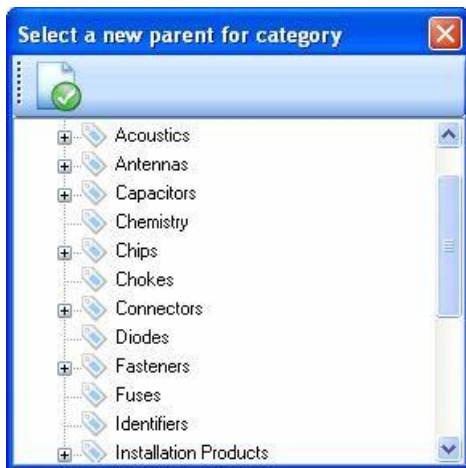 Select a new parent for category
Acoustics
Antennas
Capacitors
Chemistry
Chips
Chokes
Connectors
Diodes
Fasteners
Fuses
Identifiers
Installation Products